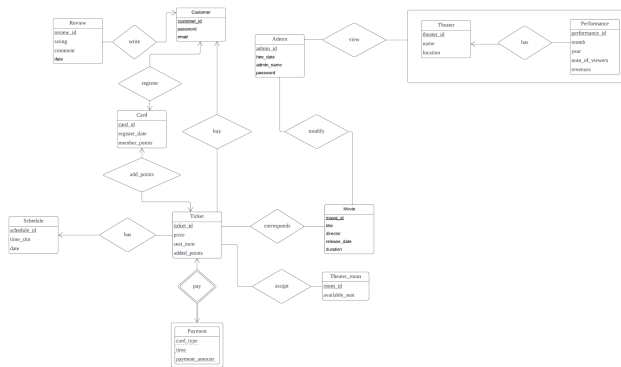 Review
review_id
rating
comment
date
write
Customer
customer_id
password
email
Admin
admin_id
hire_date
admin_name
password
view
Theater
theater_id
name
location
has
Performance
performance_id
month
year
num_of_viewers
revenues
register
Card
card_id
register_date
member_points
buy
modify
add_points
Schedule
schedule_id
time_slot
date
has
Ticket
ticket_id
price
seat_num
added_points
corresponds
Movie
movie_id
title
director
release_date
duration
pay
assign
Theater_room
room_id
available_seat
Payment
card_type
time
payment_amount